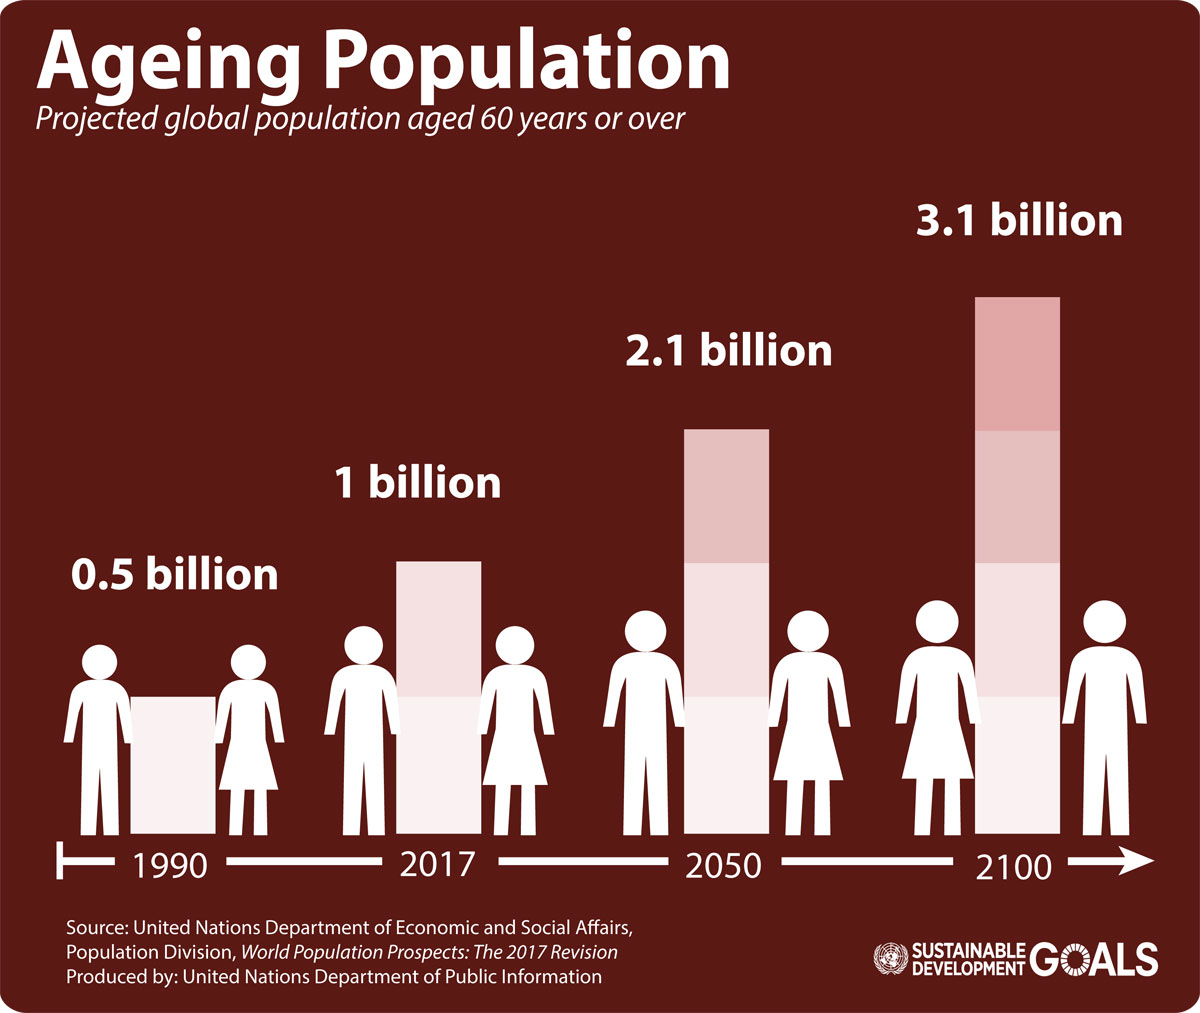 Ageing Population
Projected global population aged 60 years or over
3.1 billion
2.1 billion
1 billion
0.5 billion
1990
2017
2050
2100
Source: United Nations Department of Economic and Social Affairs,
Population Division, World Population Prospects: The 2017 Revision
Produced by: United Nations Department of Public Information
SUSTAINABLE
DEVELOPMENT
GOALS